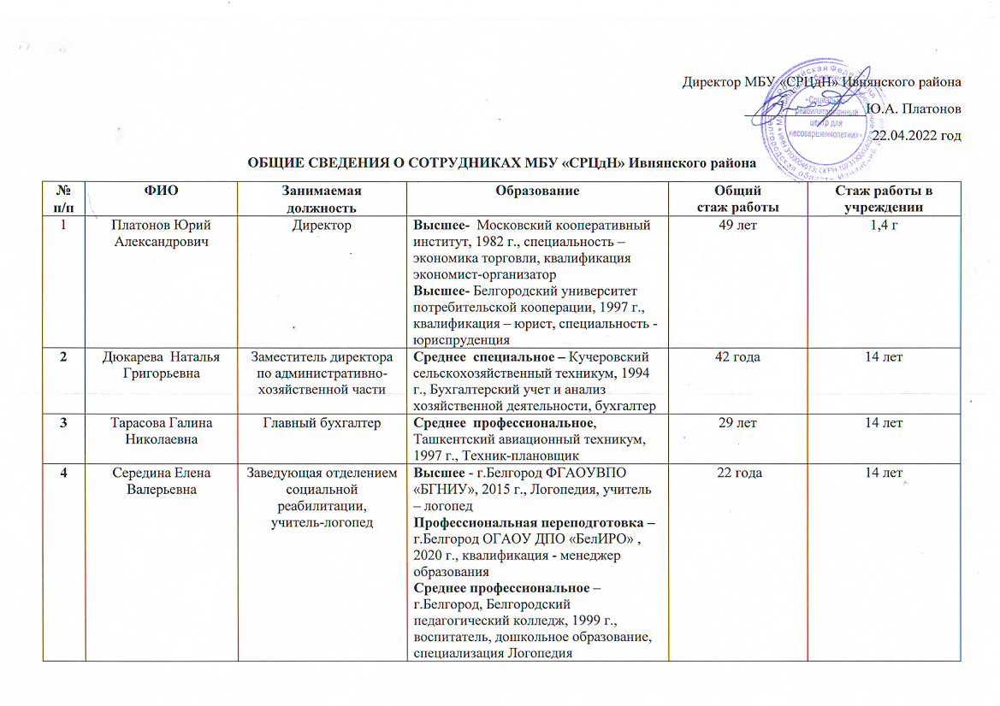 Директор МБУ «СРЦдН» Ивнянского района
Ю.А. Платонов
22.04.2022 год
«Социально-
реабилитационный
центр для
несовершеннолетних»
ОБЩИЕ СВЕДЕНИЯ О СОТРУДНИКАХ МБУ «СРЦдН» Ивнянского района
№
п/п
ФИО
Занимаемая
должность
Образование
Общий
стаж работы
Стаж работы в
учреждении
1
Платонов Юрий
Александрович
Директор
Высшее- Московский кооперативный
институт, 1982 г., специальность –
экономика торговли, квалификация
экономист-организатор
Высшее- Белгородский университет
потребительской кооперации, 1997 г.,
квалификация – юрист, специальность -
юриспруденция
49 лет
1,4 г
2
Дюкарева Наталья
Григорьевна
Заместитель директора
по административно-
хозяйственной части
Среднее специальное – Кучеровский
сельскохозяйственный техникум, 1994
г., Бухгалтерский учет и анализ
хозяйственной деятельности, бухгалтер
42 года
14 лет
3
Тарасова Галина
Николаевна
Главный бухгалтер
Среднее профессиональное,
Ташкентский авиационный техникум,
1997 г., Техник-плановщик
29 лет
14 лет
4
Середина Елена
Валерьевна
Заведующая отделением
социальной
реабилитации,
учитель-логопед
Высшее - г.Белгород ФГАОУВПО
«БГНИУ», 2015 г., Логопедия, учитель
– логопед
Профессиональная переподготовка –
г.Белгород ОГАОУ ДПО «БелИРО» ,
2020 г., квалификация - менеджер
образования
Среднее профессиональное –
г.Белгород, Белгородский
педагогический колледж, 1999 г.,
воспитатель, дошкольное образование,
специализация Логопедия
22 года
14 лет